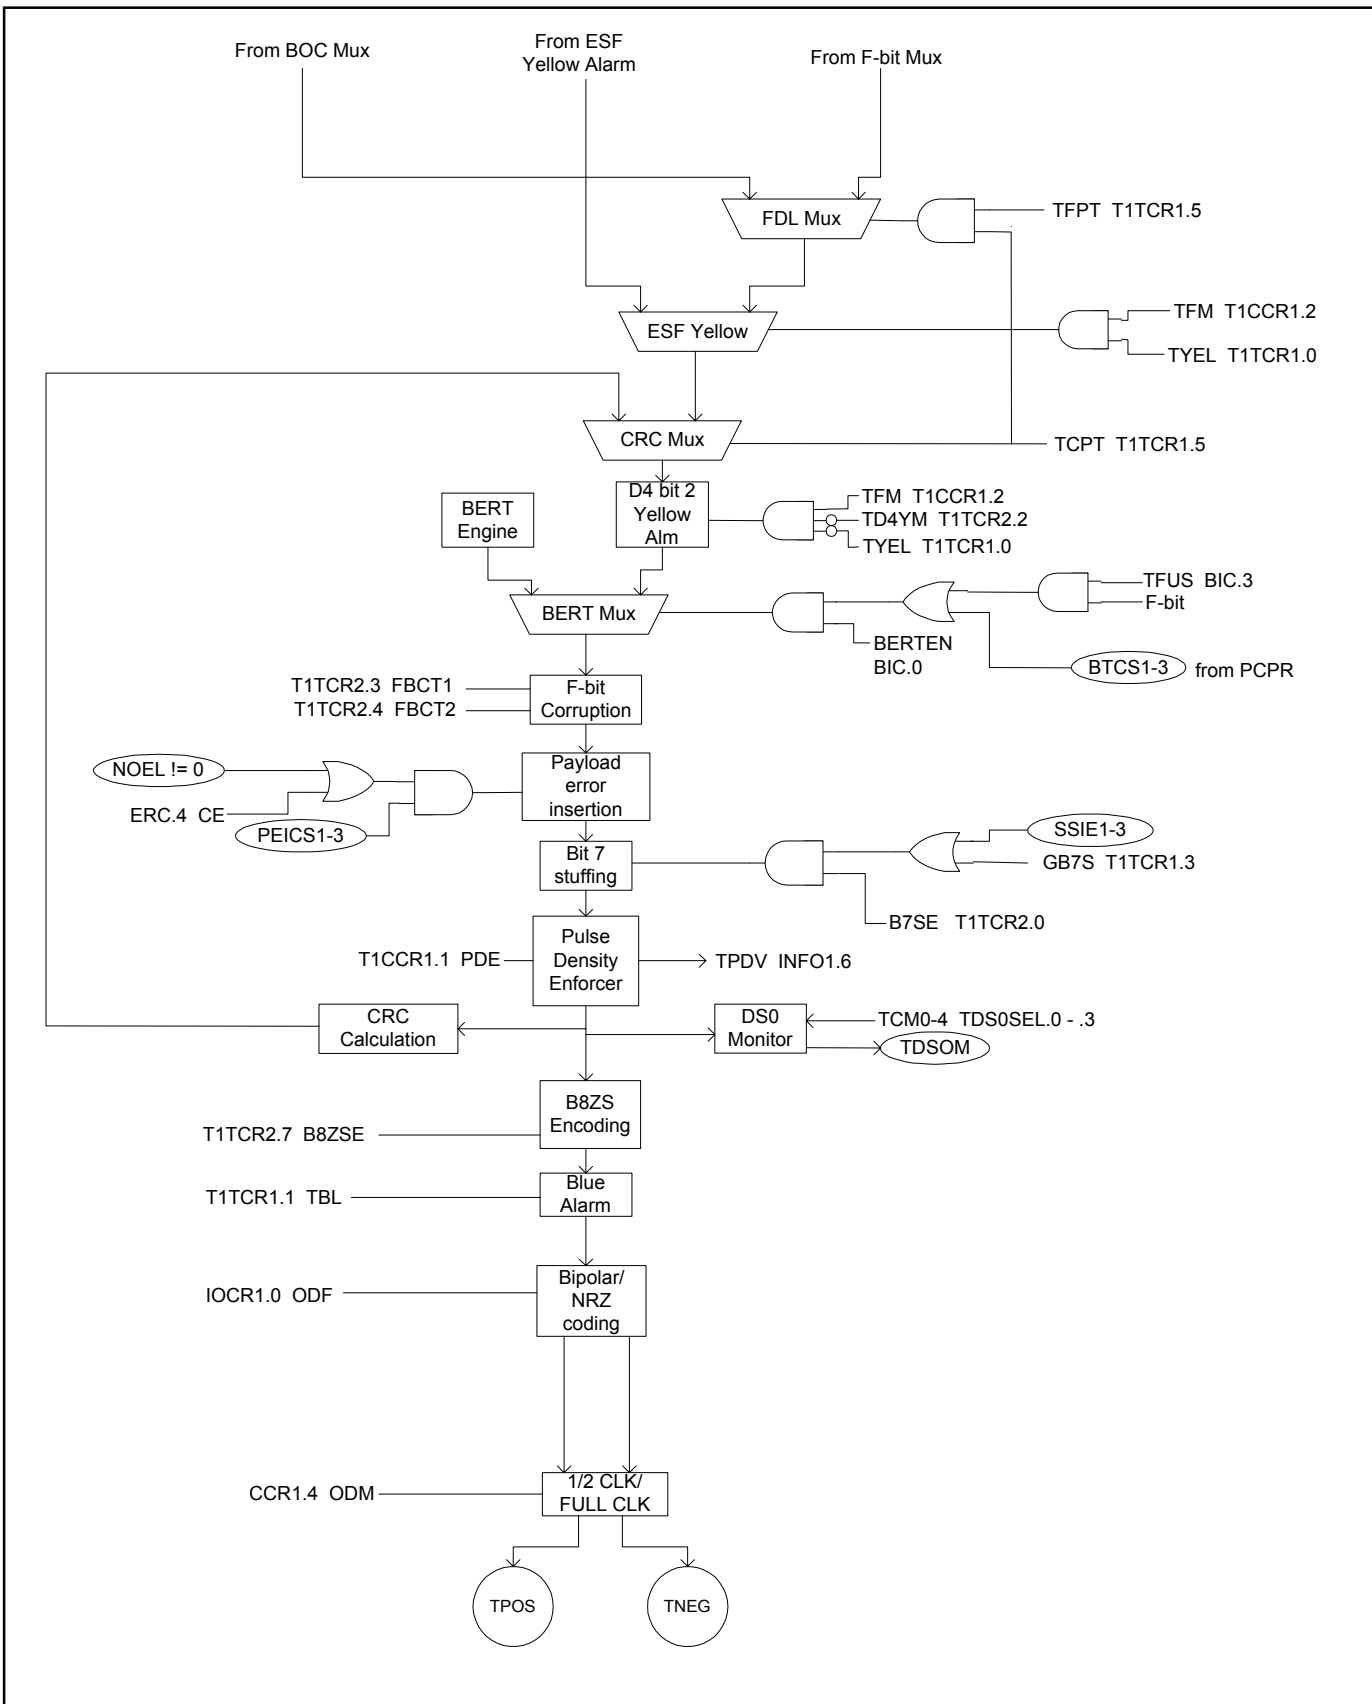 From BOC Mux
From ESF
Yellow Alarm
From F-bit Mux
FDL Mux
TFPT T1TCR1.5
ESF Yellow
TFM T1CCR1.2
TYEL T1TCR1.0
CRC Mux
TCPT T1TCR1.5
BERT
Engine
D4 bit 2
Yellow
Alm
TFM T1CCR1.2
TD4YM T1TCR2.2
TYEL T1TCR1.0
BERT Mux
TFUS BIC.3
F-bit
BERTEN
BIC.0
BTCS1-3 from PCPR
T1TCR2.3 FBCT1
T1TCR2.4 FBCT2
F-bit
Corruption
NOEL != 0
ERC.4 CE
PEICS1-3
Payload
error
insertion
Bit 7
stuffing
SSIE1-3
GB7S T1TCR1.3
B7SE T1TCR2.0
T1CCR1.1 PDE
Pulse
Density
Enforcer
TPDV INFO1.6
CRC
Calculation
DS0
Monitor
TCM0-4 TDS0SEL.0 - .3
TDSOM
T1TCR2.7 B8ZSE
B8ZS
Encoding
T1TCR1.1 TBL
Blue
Alarm
IOCR1.0 ODF
Bipolar/
NRZ
coding
CCR1.4 ODM
1/2 CLK/
FULL CLK
TPOS
TNEG